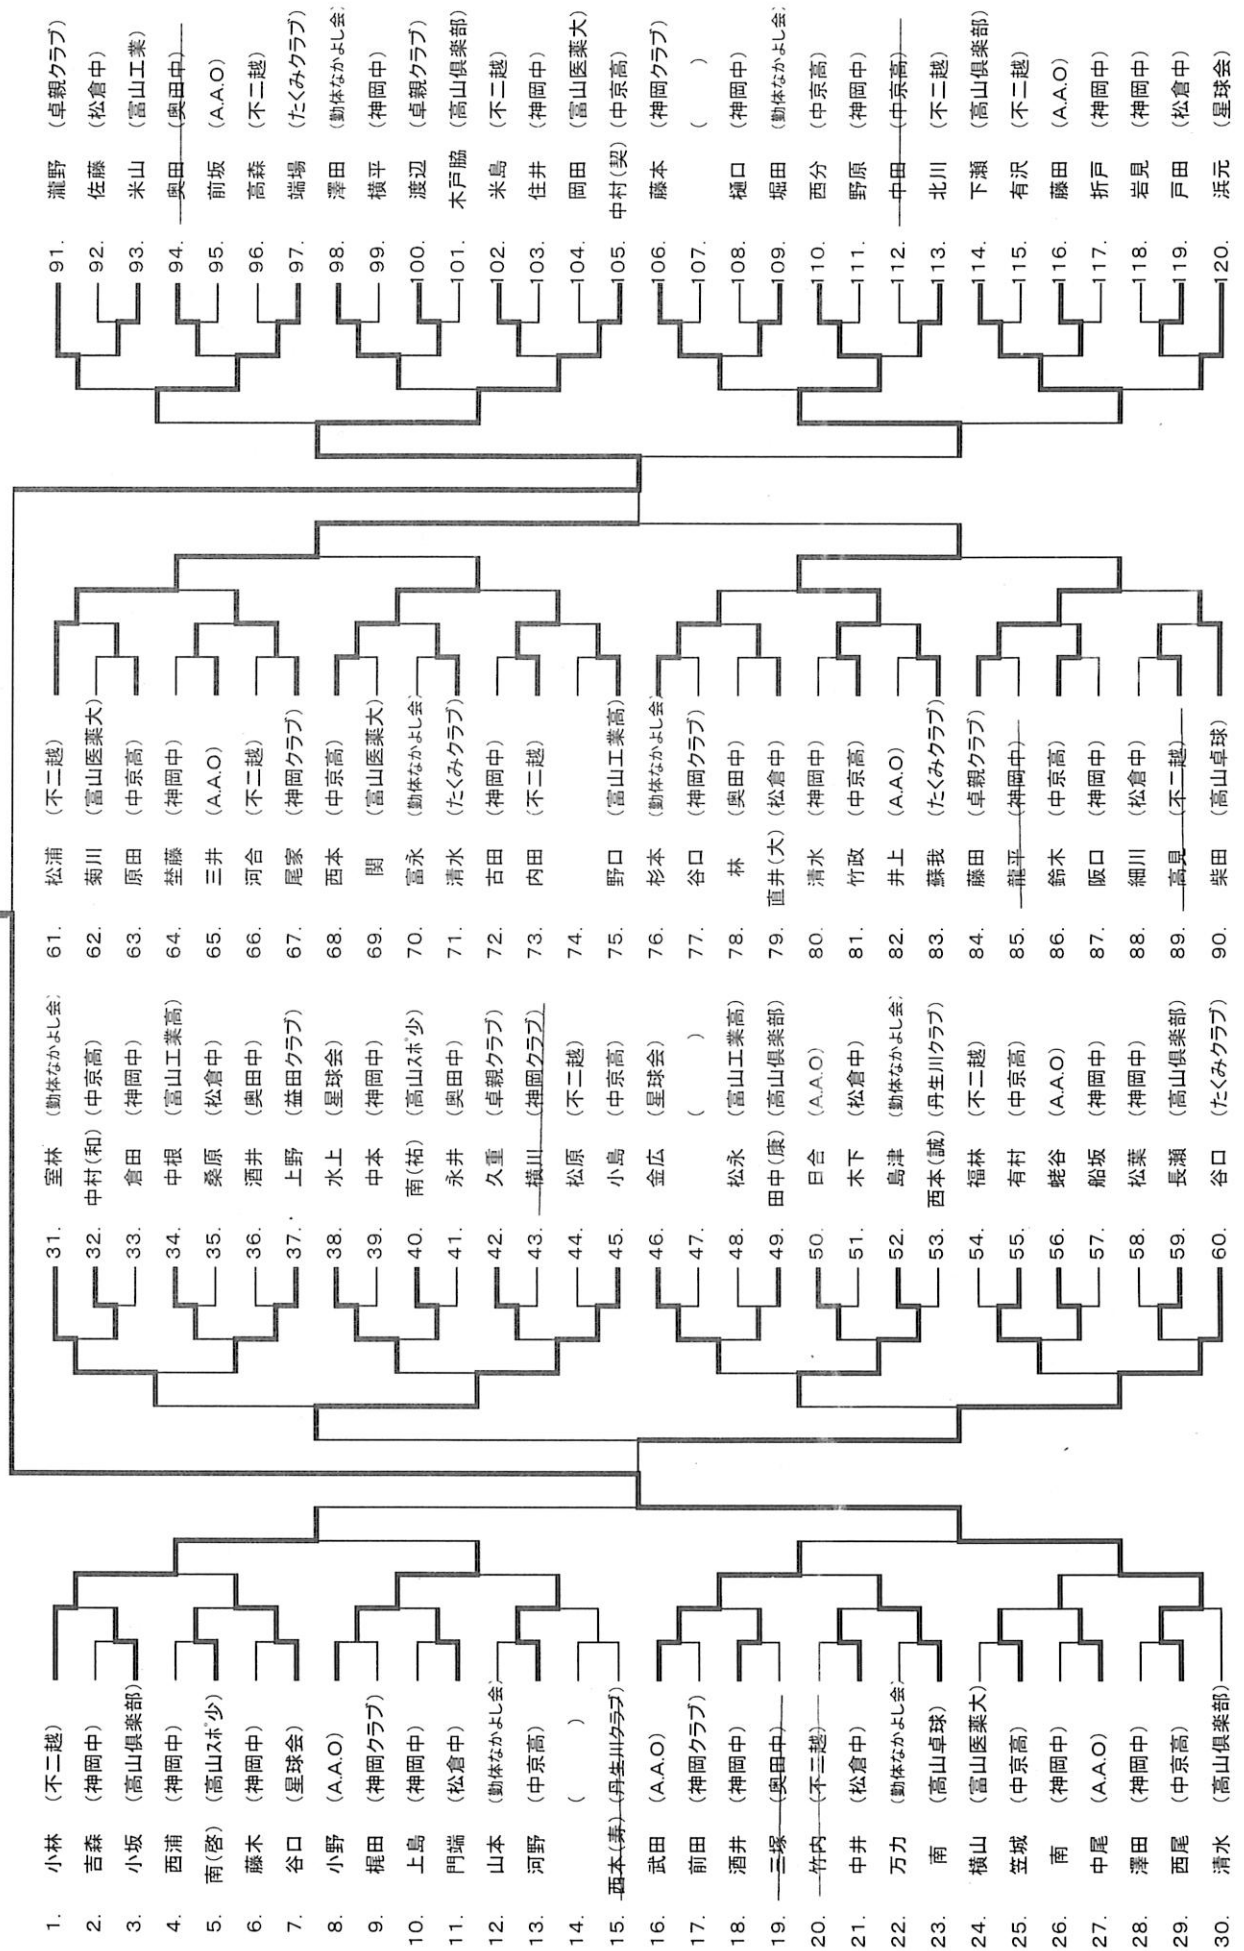 1. 小林 (不二越)
2. 吉森 (神岡中)
3. 小坂 (高山倶楽部)
4. 西浦 (神岡中)
5. 南(啓) (高山スポ少)
6. 藤木 (神岡中)
7. 谷口 (星球会)
8. 小野 (A.A.O)
9. 梶田 (神岡クラブ)
10. 上島 (神岡中)
11. 門端 (松倉中)
12. 山本 (勤体なかよし会)
13. 河野 (中京高)
14. ( )
15. 西本(寿) (丹生川クラブ)
16. 武田 (A.A.O)
17. 前田 (神岡クラブ)
18. 酒井 (神岡中)
19. 三塚 (奥田中)
20. 竹内 (不二越)
21. 中井 (松倉中)
22. 万力 (勤体なかよし会)
23. 南 (高山卓球)
24. 横山 (富山医薬大)
25. 笠城 (中京高)
26. 南 (神岡中)
27. 中尾 (A.A.O)
28. 澤田 (神岡中)
29. 西尾 (中京高)
30. 清水 (高山倶楽部)
31. 室林 (勤体なかよし会)
32. 中村(和) (中京高)
33. 倉田 (神岡中)
34. 中根 (富山工業高)
35. 桑原 (松倉中)
36. 酒井 (奥田中)
37. 上野 (益田クラブ)
38. 水上 (星球会)
39. 中本 (神岡中)
40. 南(祐) (高山スポ少)
41. 永井 (奥田中)
42. 久重 (卓親クラブ)
43. 横川 (神岡クラブ)
44. 松原 (不二越)
45. 小島 (中京高)
46. 金広 (星球会)
47. ( )
48. 松永 (富山工業高)
49. 田中(康) (高山倶楽部)
50. 日合 (A.A.O)
51. 木下 (松倉中)
52. 島津 (勤体なかよし会)
53. 西本(誠) (丹生川クラブ)
54. 福林 (不二越)
55. 有村 (中京高)
56. 蛯谷 (A.A.O)
57. 船坂 (神岡中)
58. 松葉 (神岡中)
59. 長瀬 (高山倶楽部)
60. 谷口 (たくみクラブ)
61. 松浦 (不二越)
62. 菊川 (富山医薬大)
63. 原田 (中京高)
64. 埜藤 (神岡中)
65. 三井 (A.A.O)
66. 河合 (不二越)
67. 尾家 (神岡クラブ)
68. 西本 (中京高)
69. 関 (富山医薬大)
70. 富永 (勤体なかよし会)
71. 清水 (たくみクラブ)
72. 古田 (神岡中)
73. 内田 (不二越)
74.
75. 野口 (富山工業高)
76. 杉本 (勤体なかよし会)
77. 谷口 (神岡クラブ)
78. 林 (奥田中)
79. 直井(大) (松倉中)
80. 清水 (神岡中)
81. 竹政 (中京高)
82. 井上 (A.A.O)
83. 蘇我 (たくみクラブ)
84. 藤田 (卓親クラブ)
85. 龍平 (神岡中)
86. 鈴木 (中京高)
87. 阪口 (神岡中)
88. 細川 (松倉中)
89. 高見 (不二越)
90. 柴田 (高山卓球)
91. 瀧野 (卓親クラブ)
92. 佐藤 (松倉中)
93. 米山 (富山工業)
94. 奥田 (奥田中)
95. 前坂 (A.A.O)
96. 高森 (不二越)
97. 端場 (たくみクラブ)
98. 澤田 (勤体なかよし会)
99. 横平 (神岡中)
100. 渡辺 (卓親クラブ)
101. 木戸脇 (高山倶楽部)
102. 米島 (不二越)
103. 住井 (神岡中)
104. 岡田 (富山医薬大)
105. 中村(契) (中京高)
106. 藤本 (神岡クラブ)
107. ( )
108. 樋口 (神岡中)
109. 堀田 (勤体なかよし会)
110. 西分 (中京高)
111. 野原 (神岡中)
112. 中田 (中京高)
113. 北川 (不二越)
114. 下瀬 (高山倶楽部)
115. 有沢 (不二越)
116. 藤田 (A.A.O)
117. 折戸 (神岡中)
118. 岩見 (神岡中)
119. 戸田 (松倉中)
120. 浜元 (星球会)